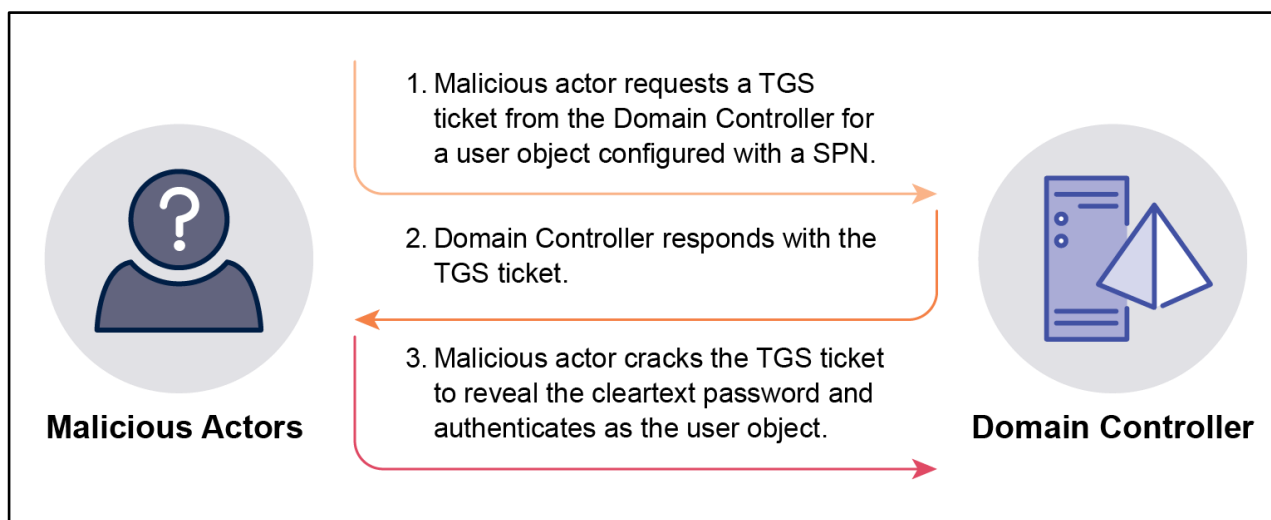 1. Malicious actor requests a TGS
ticket from the Domain Controller for
a user object configured with a SPN.
2. Domain Controller responds with the
TGS ticket.
3. Malicious actor cracks the TGS ticket
to reveal the cleartext password and
authenticates as the user object.
?
Malicious Actors
Domain Controller